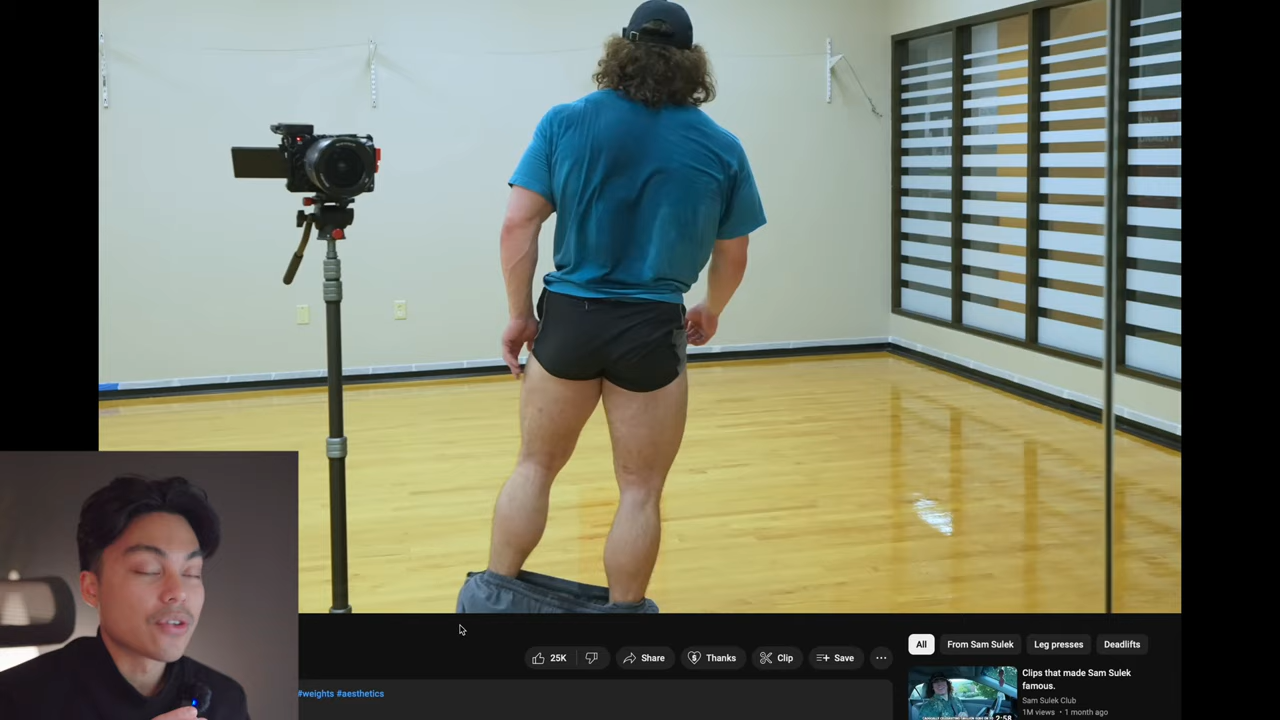 25K
Share
Thanks
Clip
Save
#weights #aesthetics
All
From Sam Sulek
Leg presses
Deadlifts
Clips that made Sam Sulek
famous.
Sam Sulek Club
1M views • 1 month ago
2:58